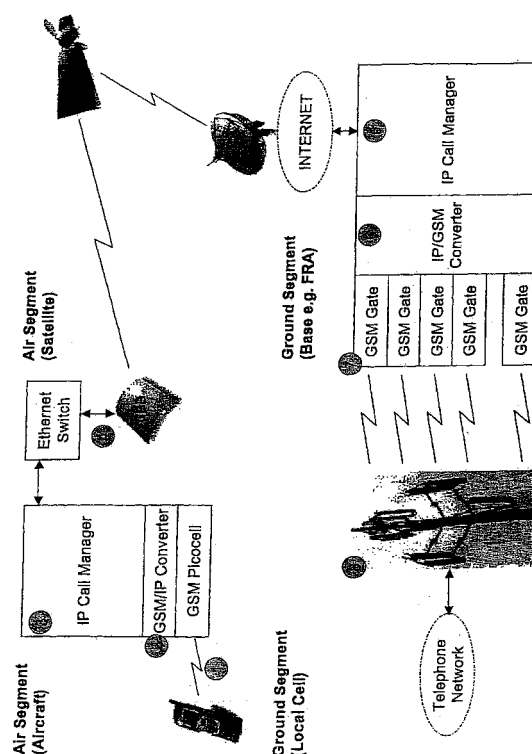 Air Segment
(Aircraft)
IP Call Manager
GSM/IP Converter
GSM Picocell
Ethernet
Switch
Air Segment
(Satellite)
Ground Segment
(Local Cell)
Telephone
Network
GSM Gate
GSM Gate
GSM Gate
GSM Gate
GSM Gate
IP/GSM
Converter
IP Call Manager
Ground Segment
(Base e.g. FRA)
INTERNET